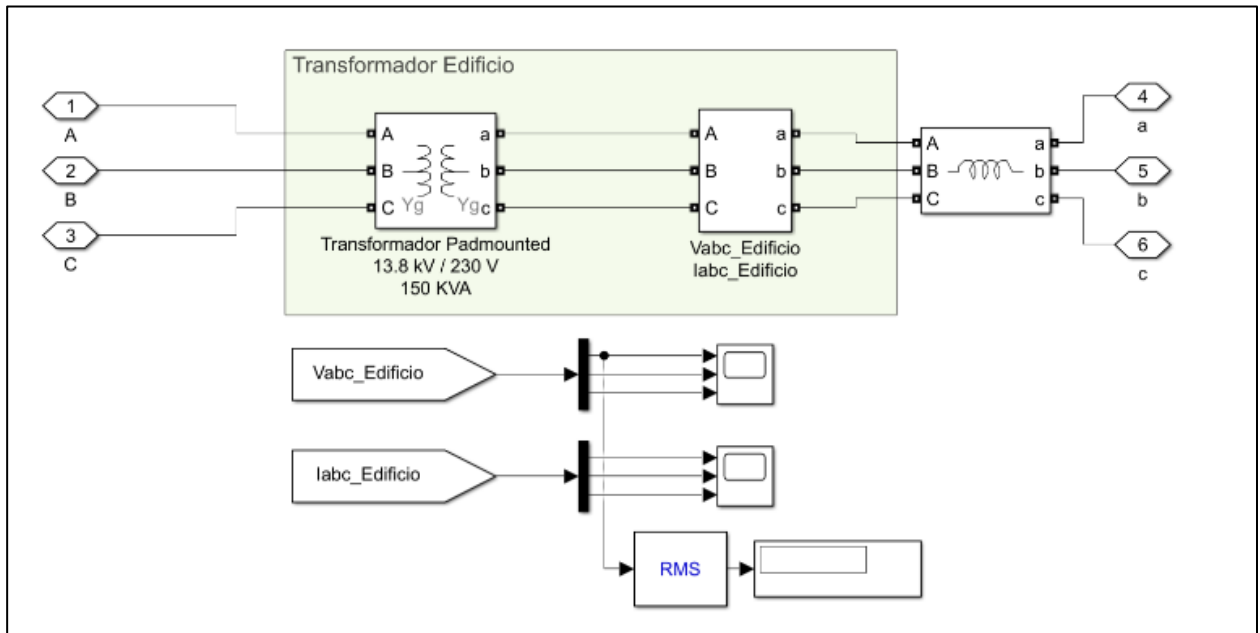 Transformador Edificio
1
A
2
B
3
C
A
B
C
a
b
c
Yg
Yg
Transformador Padmounted
13.8 kV / 230 V
150 KVA
A
B
C
a
b
c
Vabc_Edificio
Iabc_Edificio
A
B
C
a
b
c
4
a
5
b
6
c
Vabc_Edificio
Iabc_Edificio
RMS